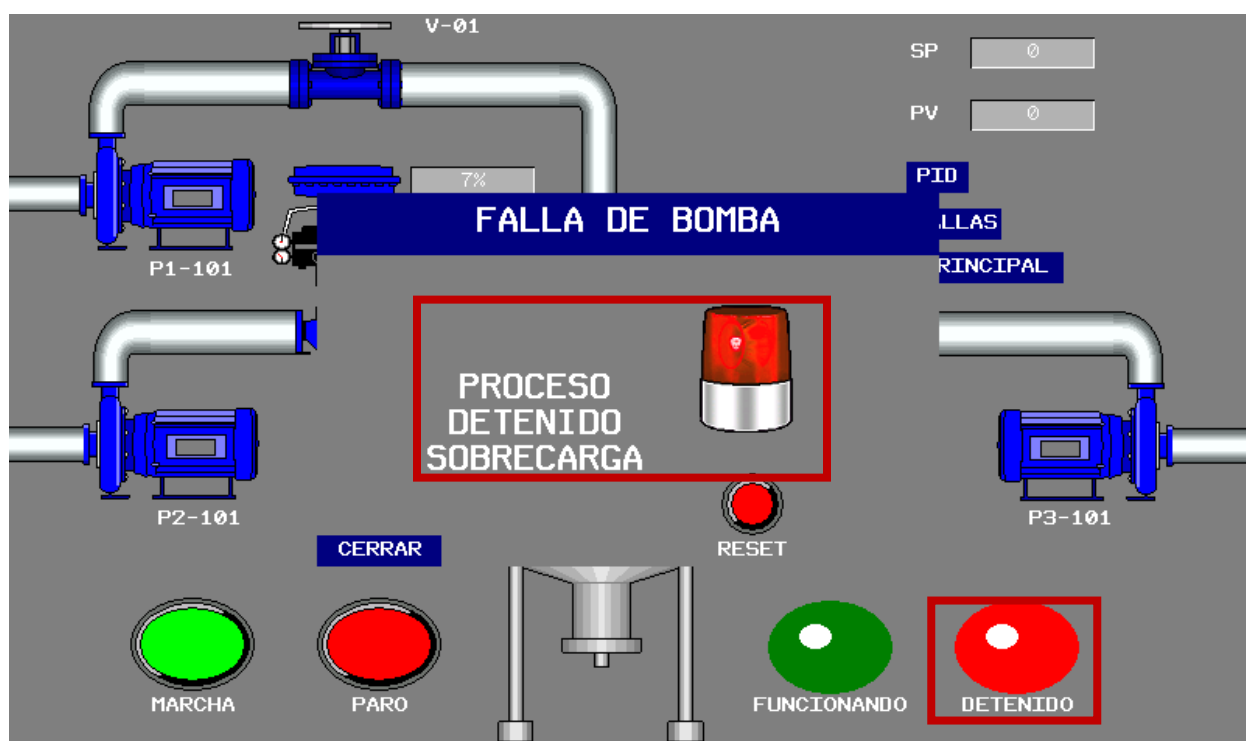 V-01
SP
0
PV
0
7%
PID
FALLA DE BOMBA
LLAS
P1-101
RINCIPAL
PROCESO
DETENIDO
SOBRECARGA
P2-101
P3-101
CERRAR
RESET
MARCHA
PARO
FUNCIONANDO
DETENIDO